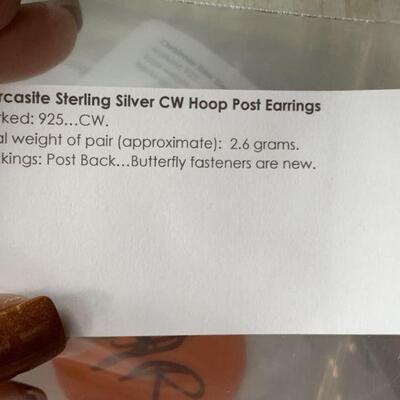 rcasite Sterling Silver CW Hoop Post Earrings
rked: 925...CW.
al weight of pair (approximate): 2.6 grams.
kings: Post Back...Butterfly fasteners are new.